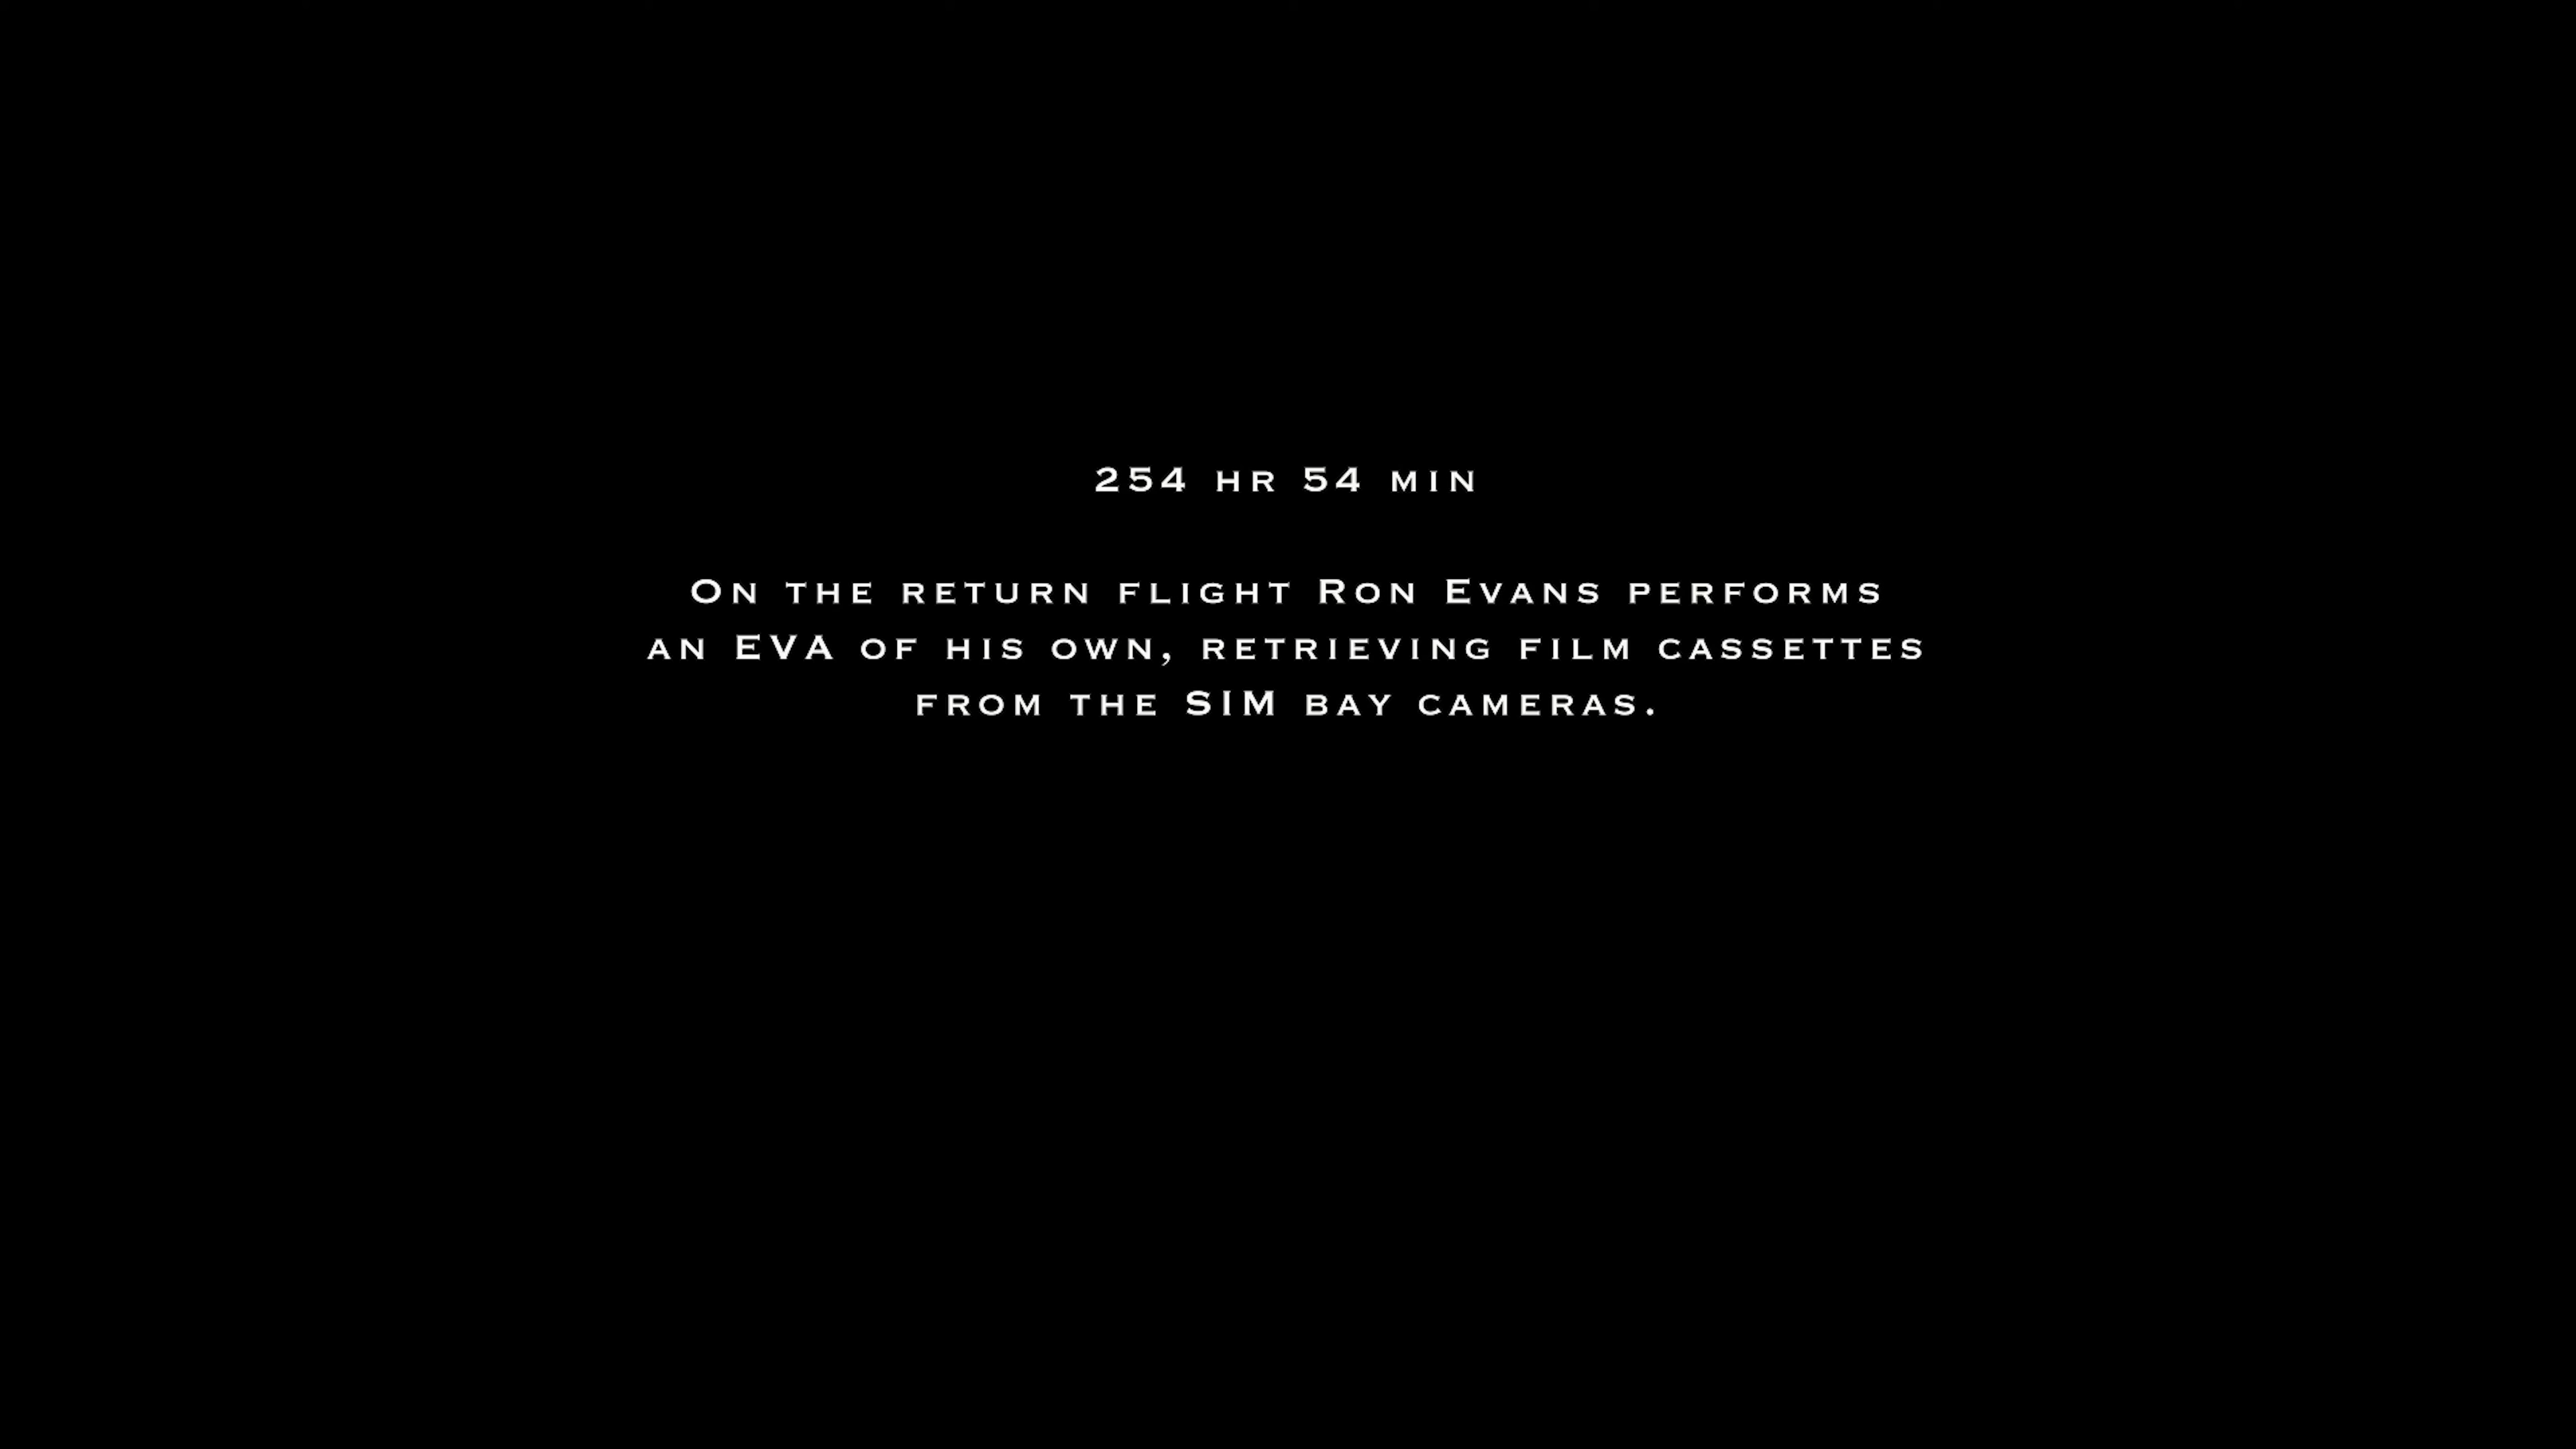 254 HR 54 MIN
ON THE RETURN FLIGHT RON EVANS PERFORMS
AN EVA OF HIS OWN, RETRIEVING FILM CASSETTES
FROM THE SIM BAY CAMERAS.